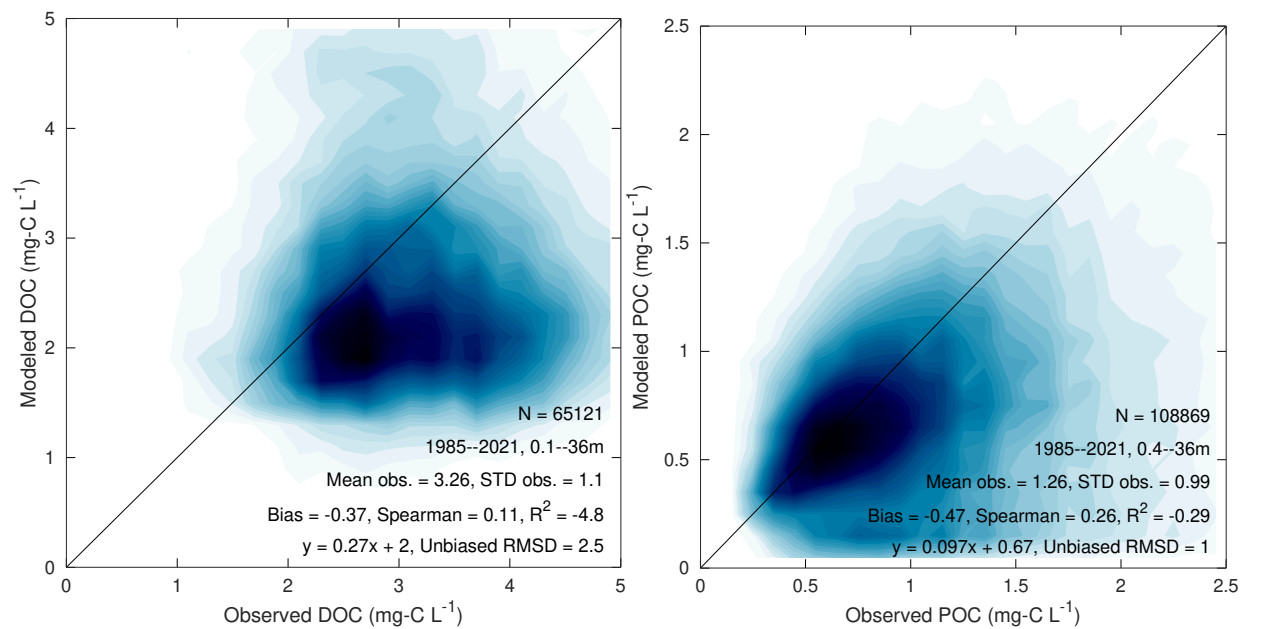 5
4
3
2
1
0
0
1
2
3
4
5
Modeled DOC (mg-C L⁻¹)
Observed DOC (mg-C L⁻¹)
N = 65121
1985--2021, 0.1--36m
Mean obs. = 3.26, STD obs. = 1.1
Bias = -0.37, Spearman = 0.11, R² = -4.8
y = 0.27x + 2, Unbiased RMSD = 2.5
2.5
2
1.5
1
0.5
0
0
0.5
1
1.5
2
2.5
Modeled POC (mg-C L⁻¹)
Observed POC (mg-C L⁻¹)
N = 108869
1985--2021, 0.4--36m
Mean obs. = 1.26, STD obs. = 0.99
Bias = -0.47, Spearman = 0.26, R² = -0.29
y = 0.097x + 0.67, Unbiased RMSD = 1